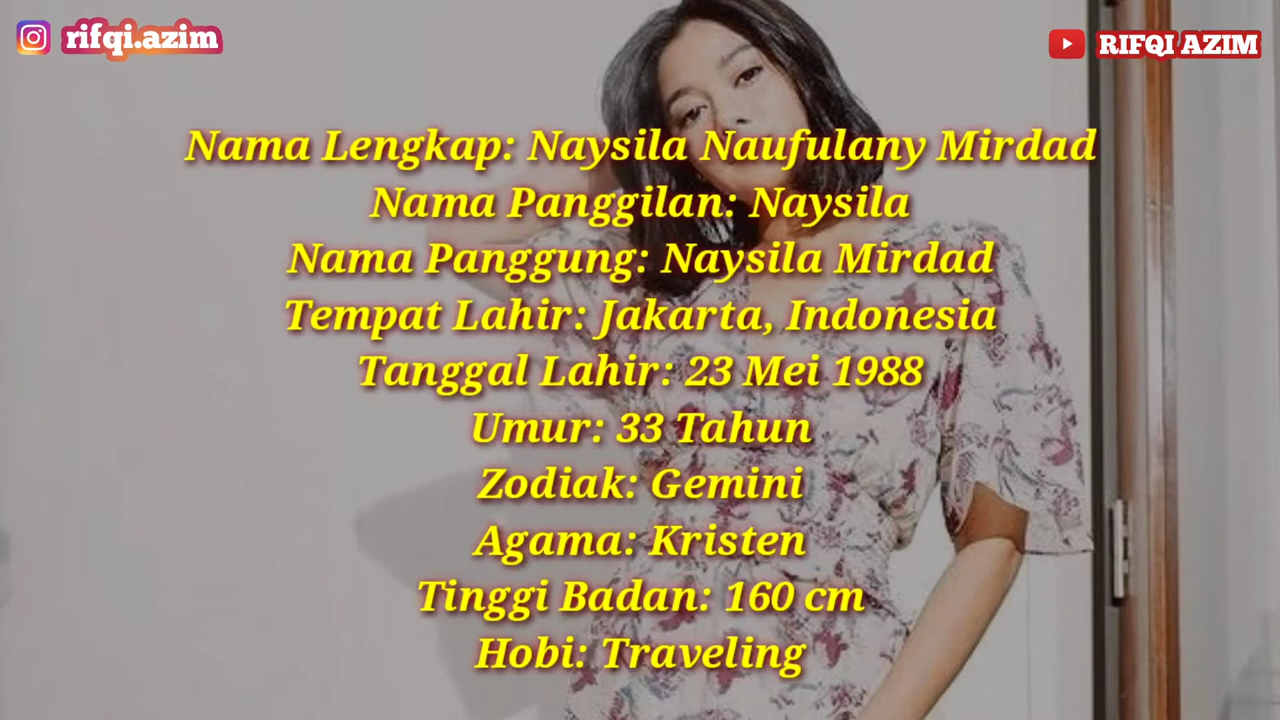 rifqi.azim
RIFQI AZIM
Nama Lengkap: Naysila Naufulany Mirdad
Nama Panggilan: Naysila
Nama Panggung: Naysila Mirdad
Tempat Lahir: Jakarta, Indonesia
Tanggal Lahir: 23 Mei 1988
Umur: 33 Tahun
Zodiak: Gemini
Agama: Kristen
Tinggi Badan: 160 cm
Hobi: Traveling